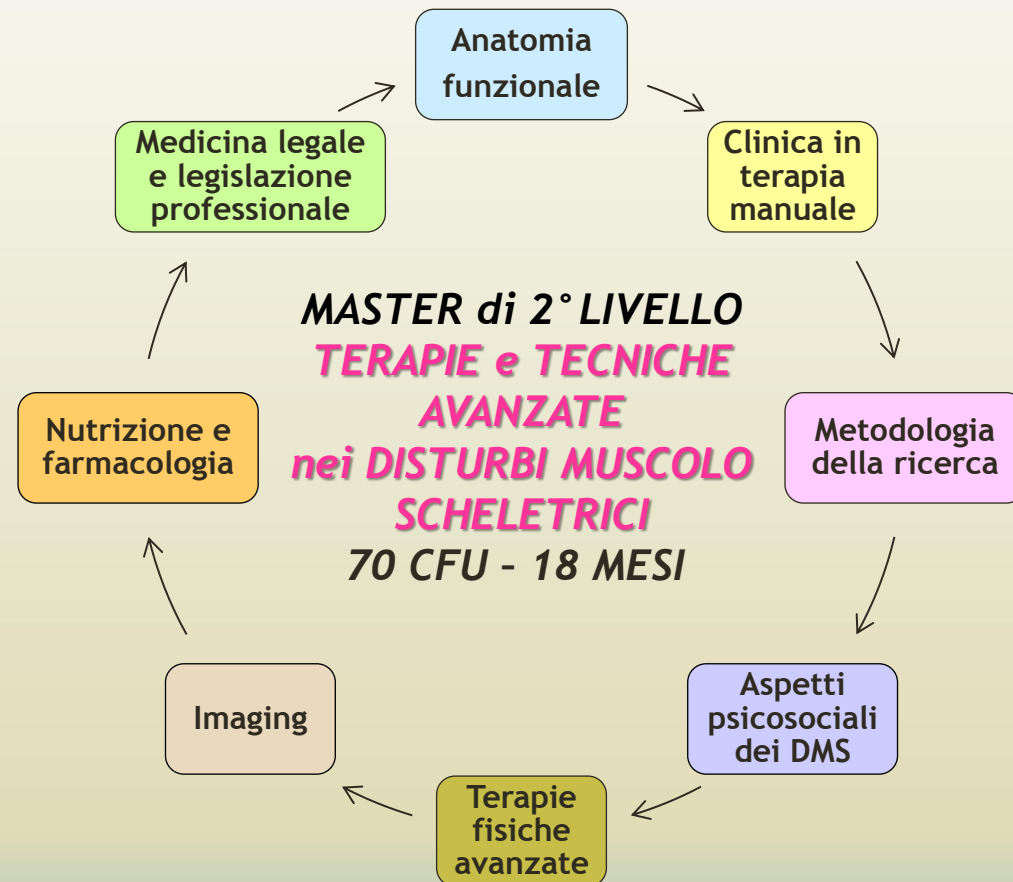 Anatomia
funzionale
Clinica in
terapia
manuale
Metodologia
della ricerca
Aspetti
psicosociali
dei DMS
Terapie
fisiche
avanzate
Imaging
Nutrizione e
farmacologia
Medicina legale
e legislazione
professionale
MASTER di 2° LIVELLO
TERAPIE e TECNICHE
AVANZATE
nei DISTURBI MUSCOLO
SCHELETRICI
70 CFU – 18 MESI